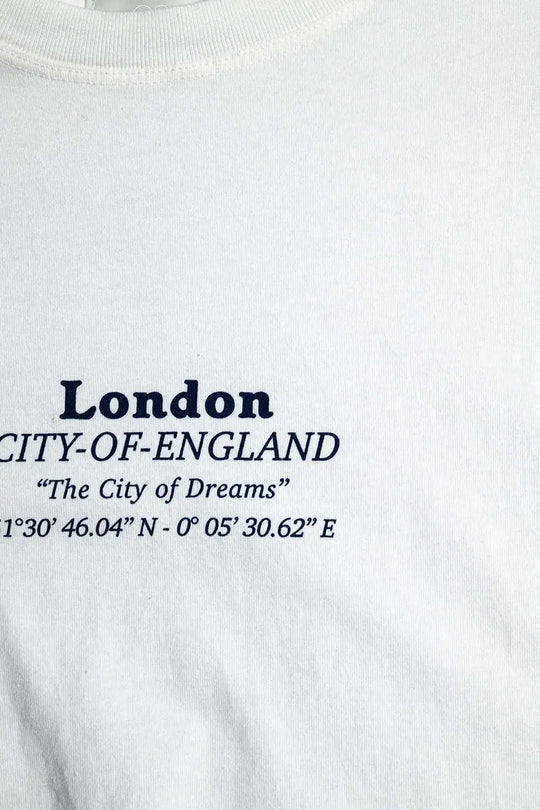 London
CITY-OF-ENGLAND
“The City of Dreams”
1°30’ 46.04” N - 0° 05’ 30.62” E